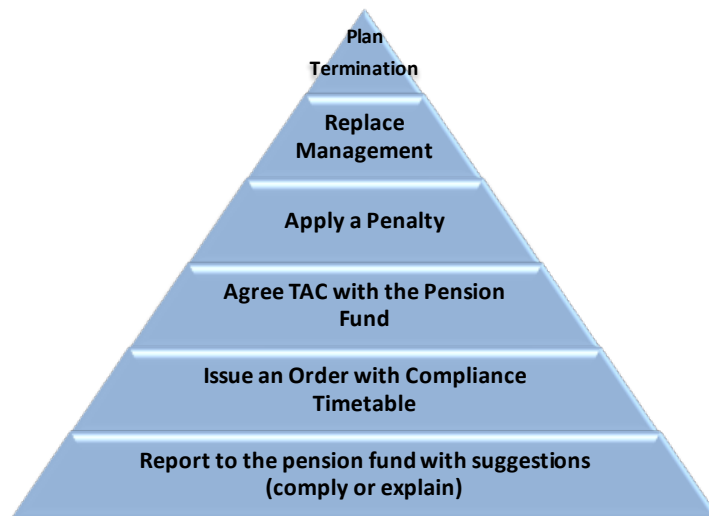 Plan
Termination
Replace
Management
Apply a Penalty
Agree TAC with the Pension
Fund
Issue an Order with Compliance
Timetable
Report to the pension fund with suggestions
(comply or explain)